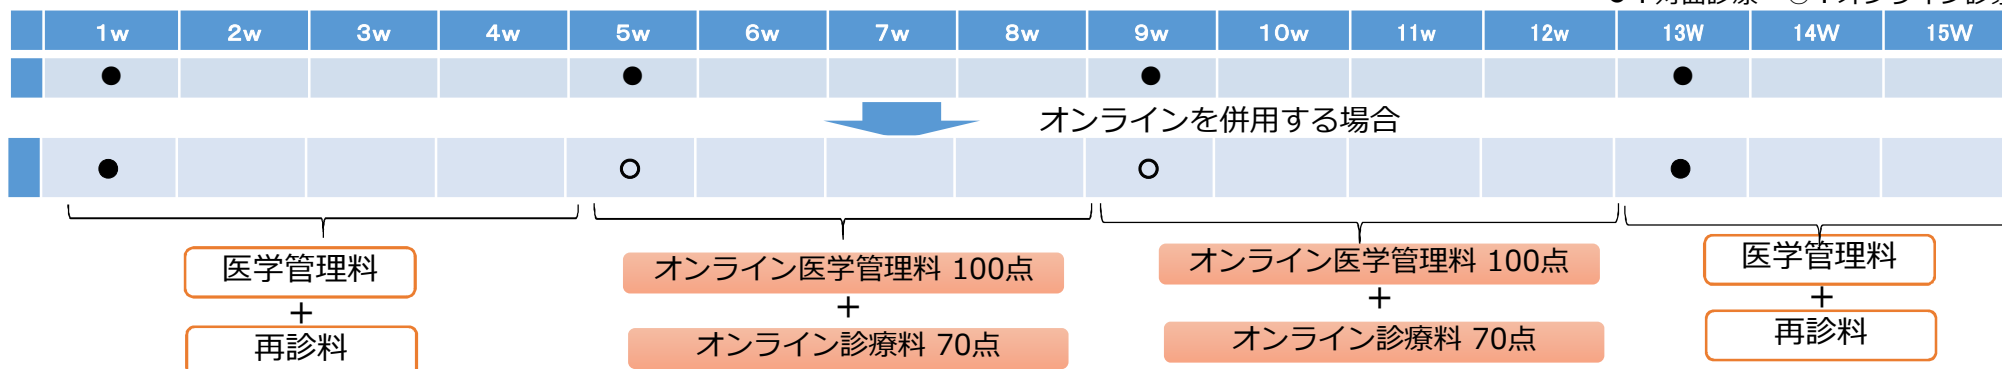 1w 2w 3w 4w 5w 6w 7w 8w 9w 10w 11w 12w 13W 14W 15W
オンラインを併用する場合
医学管理料
+
再診料
オンライン医学管理料 100点
+
オンライン診療料 70点
オンライン医学管理料 100点
+
オンライン診療料 70点
医学管理料
+
再診料